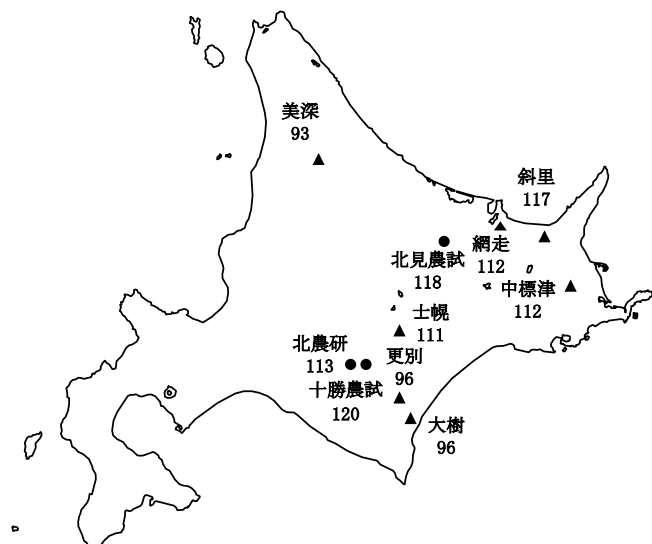 美深
93
斜里
117
網走
112
北見農試
118
中標津
112
士幌
111
北農研
113
更別
96
十勝農試
120
大樹
96